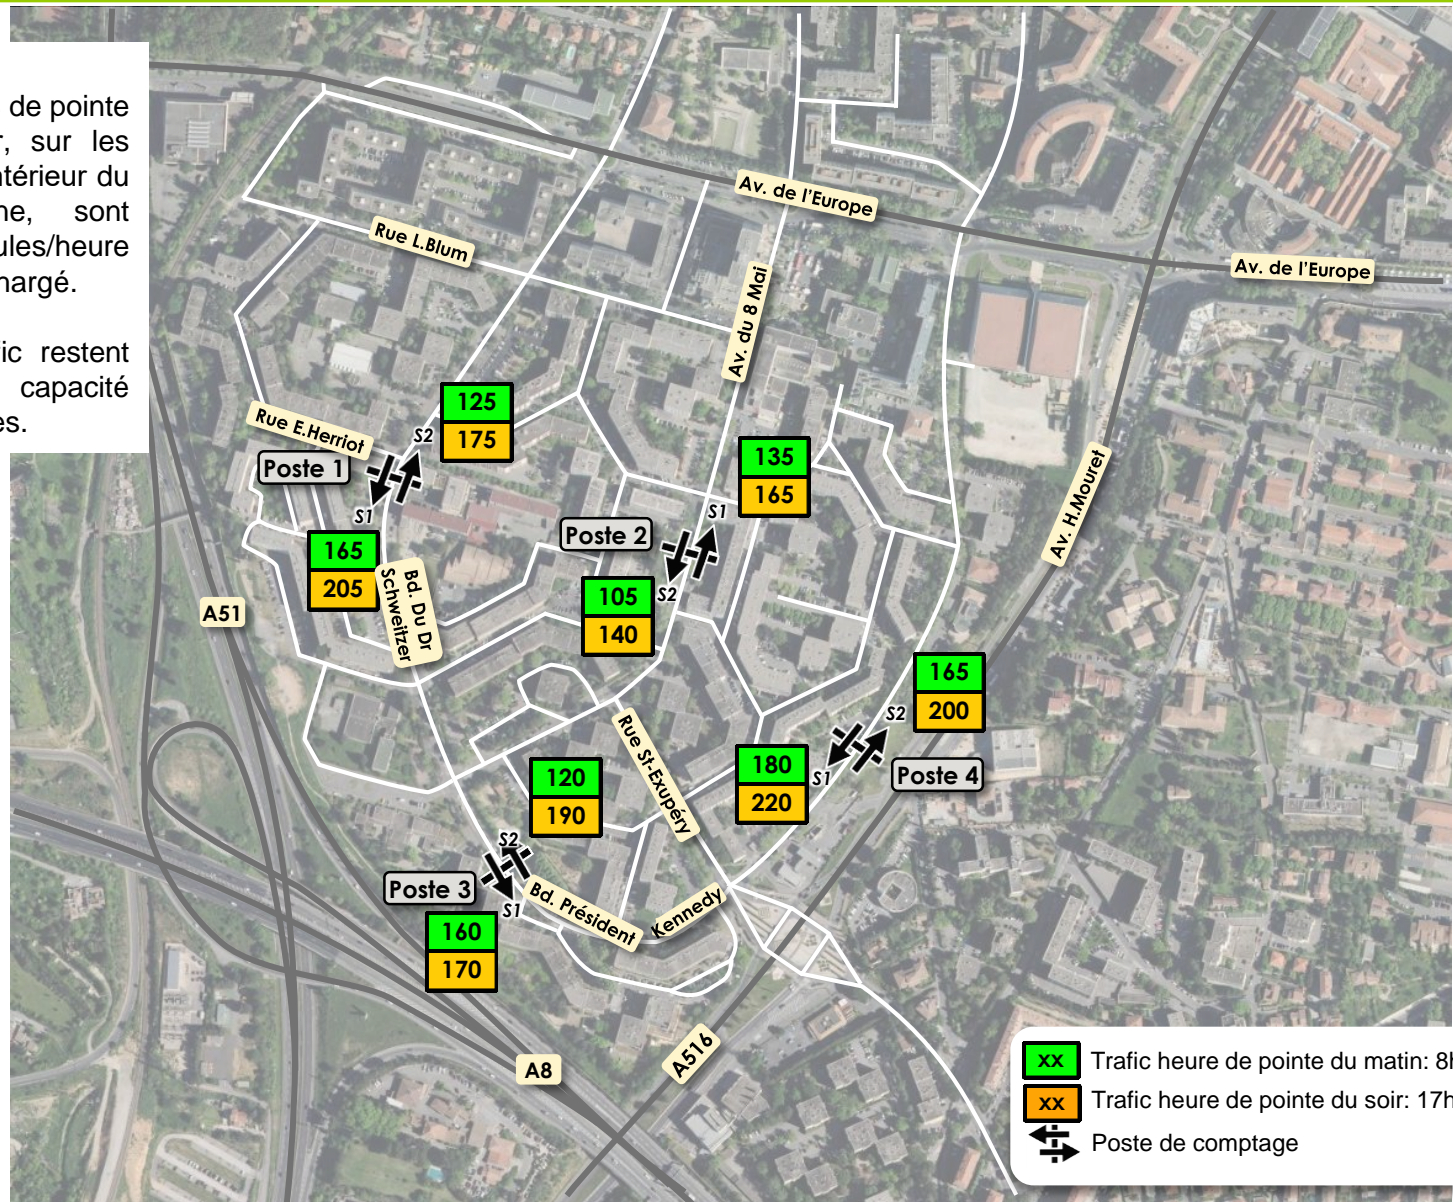 de pointe
, sur les
ntérieur du
ne, sont
ules/heure
hargé.
fic restent
capacité
es.
Av. de l'Europe
Rue L.Blum
Av. de l'Europe
Av. du 8 Mai
125
175
Rue E.Herriot
S2
Poste 1
S1
135
165
Av. H.Mouret
S1
Poste 2
165
205
Bd. Du Dr
Schweitzer
105
140
S2
A51
165
200
S2
Rue St-Exupéry
180
220
S1
Poste 4
120
190
S2
Poste 3
S1
Bd. Président
Kennedy
160
170
A516
A8
xx Trafic heure de pointe du matin: 8h
xx Trafic heure de pointe du soir: 17h
Poste de comptage